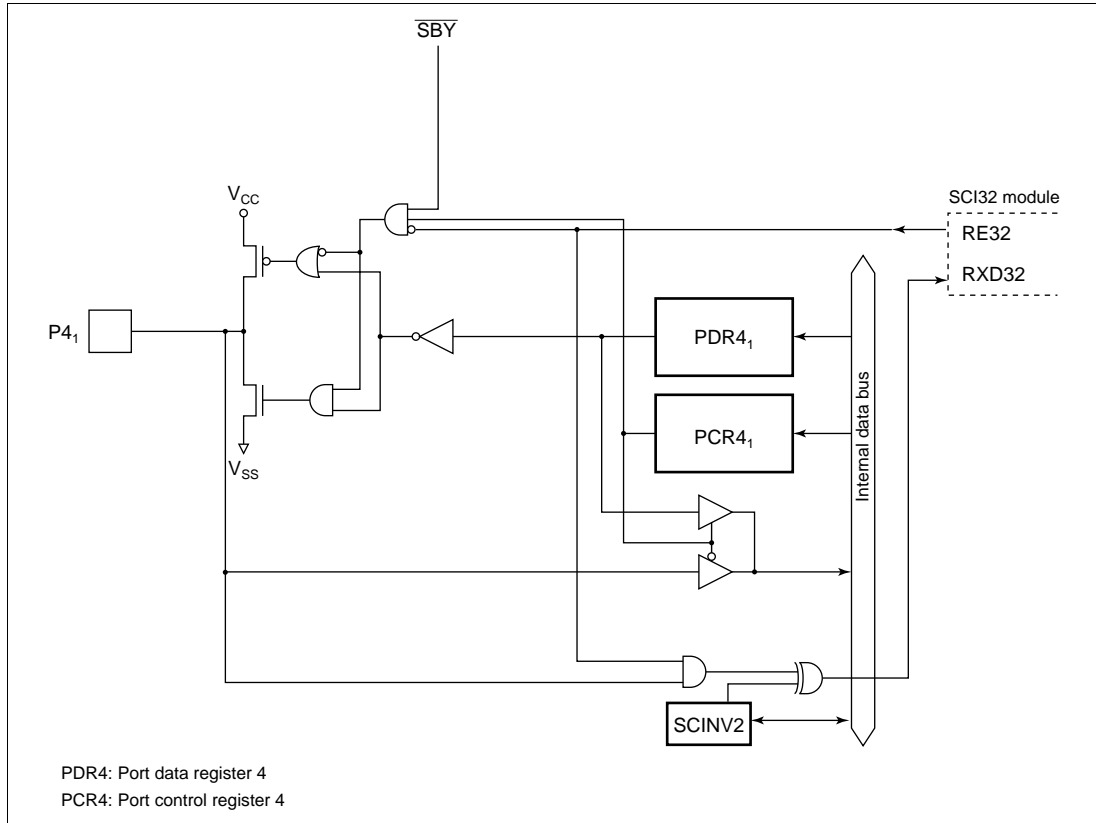 SBY
SCI32 module
VCC
RE32
RXD32
P41
PDR41
PCR41
Internal data bus
VSS
SCINV2
PDR4: Port data register 4
PCR4: Port control register 4